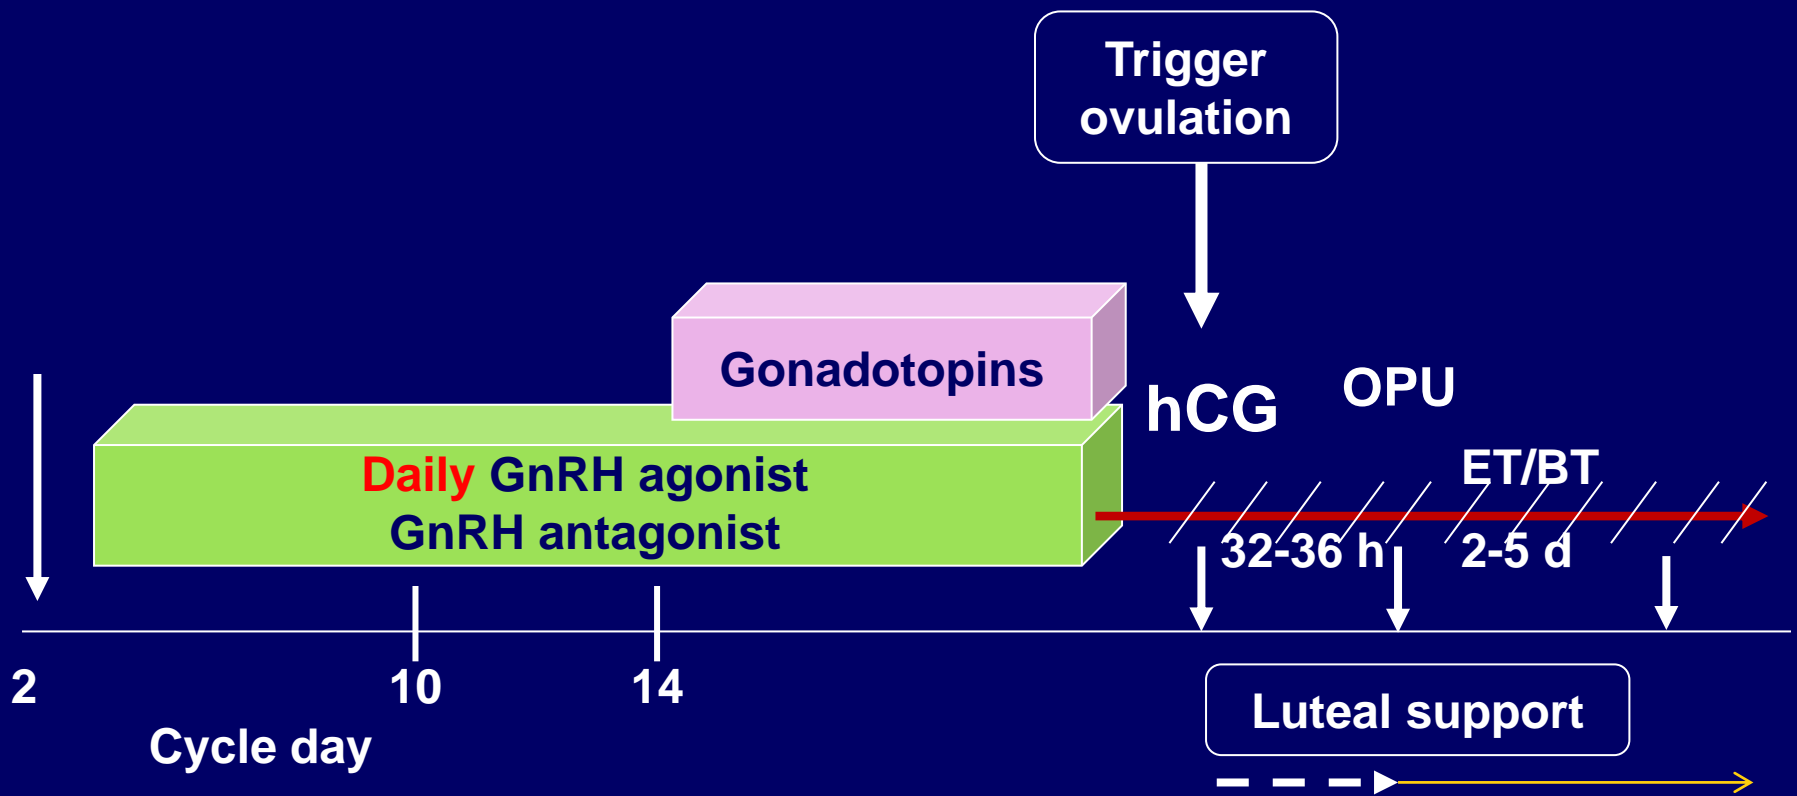 Trigger
ovulation
Gonadotopins
hCG
OPU
Daily GnRH agonist
GnRH antagonist
ET/BT
32-36 h
2-5 d
2
10
14
Cycle day
Luteal support